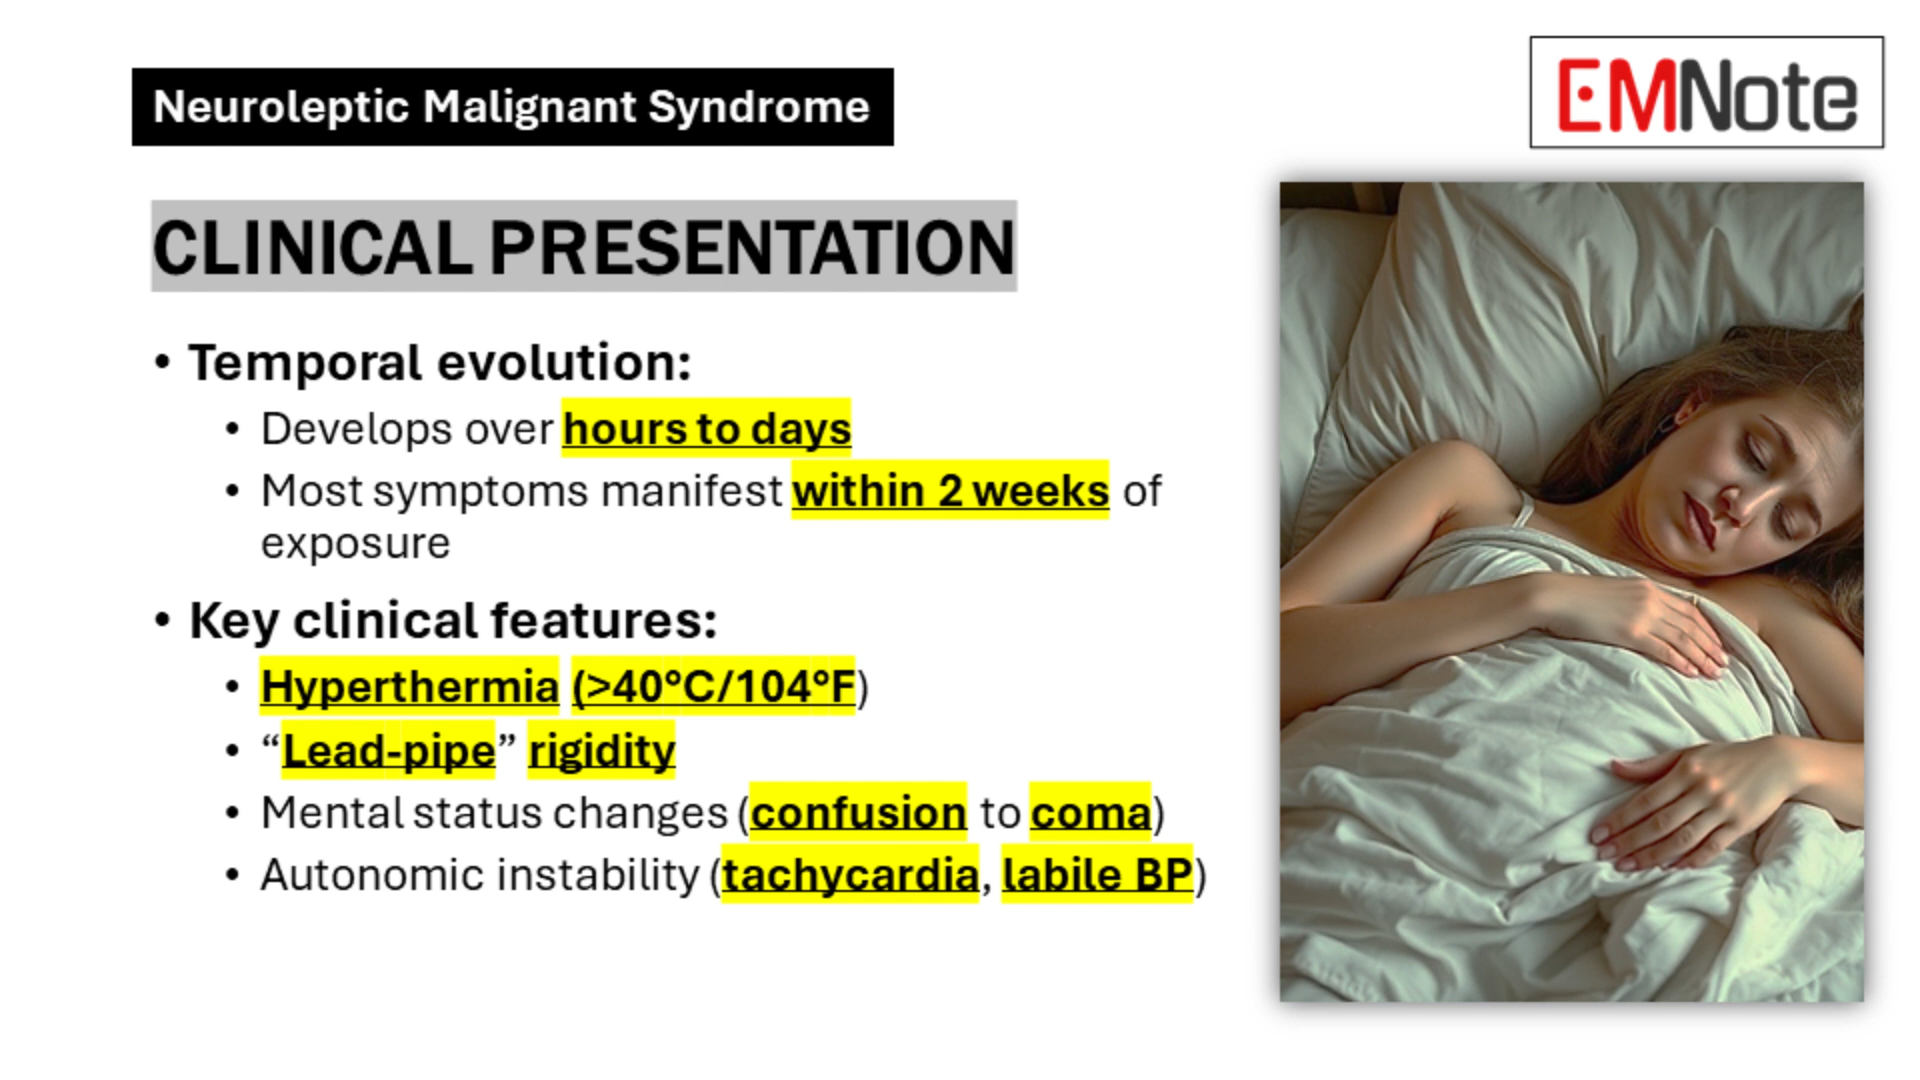 Neuroleptic Malignant Syndrome
EMNote
CLINICAL PRESENTATION
• Temporal evolution:
• Develops over hours to days
• Most symptoms manifest within 2 weeks of
exposure
• Key clinical features:
• Hyperthermia (>40°C/104°F)
• “Lead-pipe” rigidity
• Mental status changes (confusion to coma)
• Autonomic instability (tachycardia, labile BP)